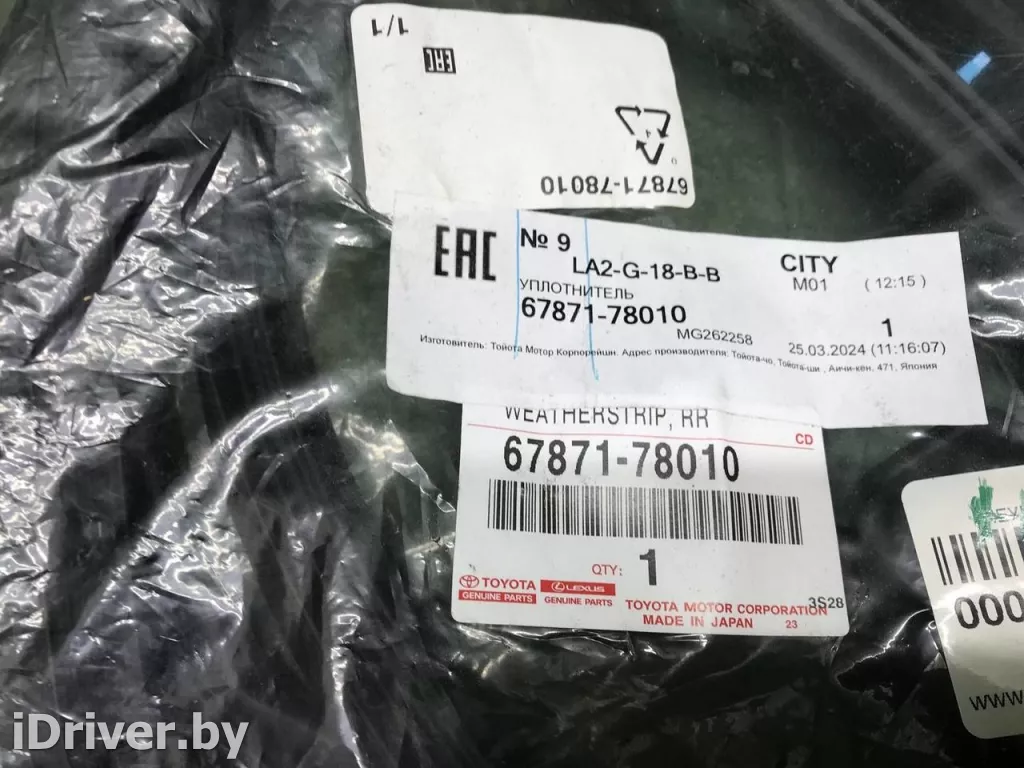 1/1
EAC
67871-78010
EAC
№ 9
LA2-G-18-B-B
УПЛОТНИТЕЛЬ
67871-78010
CITY
M01 (12:15)
1
MG262258
25.03.2024 (11:16:07)
Изготовитель: Тойота Мотор Корпорейшн. Адрес производителя: Тойота-чо, Тойота-ши., Аичи-кен, 471, Япония
WEATHERSTRIP, RR
CD
67871-78010
QTY: 1
TOYOTA
GENUINE PARTS
LEXUS
GENUINE PARTS
TOYOTA MOTOR CORPORATION
3S28
MADE IN JAPAN 23
000
www.
iDriver.by